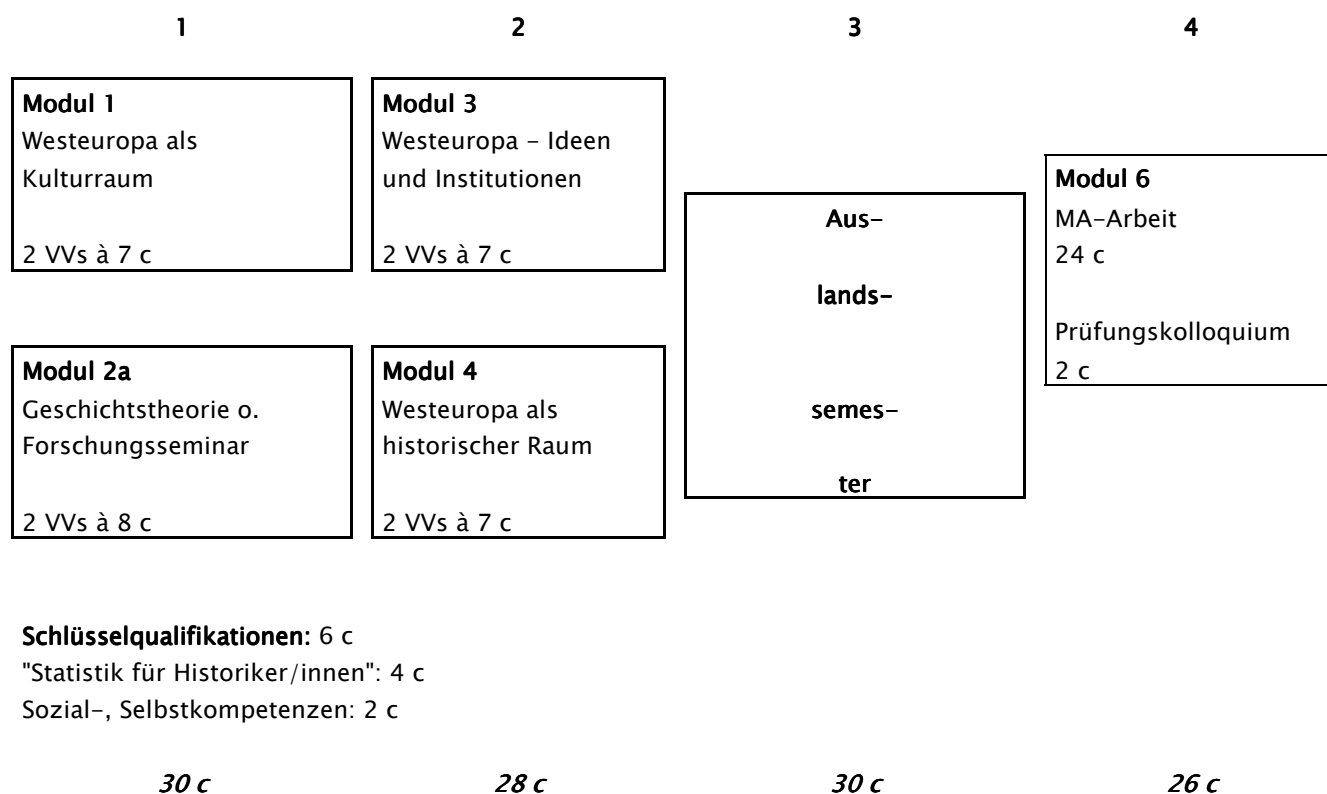 1 2 3 4
Modul 1
Westeuropa als
Kulturraum
2 VVs à 7 c
Modul 3
Westeuropa – Ideen
und Institutionen
2 VVs à 7 c
Modul 2a
Geschichtstheorie o.
Forschungsseminar
2 VVs à 8 c
Modul 4
Westeuropa als
historischer Raum
2 VVs à 7 c
Aus–
lands–
semes–
ter
Modul 6
MA–Arbeit
24 c
Prüfungskolloquium
2 c
Schlüsselqualifikationen: 6 c
"Statistik für Historiker/innen": 4 c
Sozial–, Selbstkompetenzen: 2 c
30 c 28 c 30 c 26 c